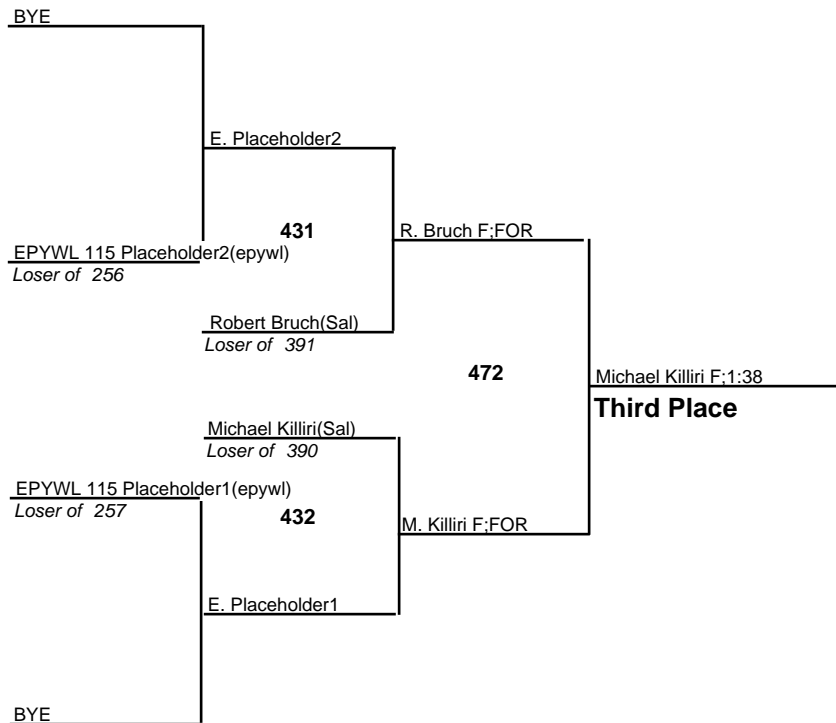 BYE
E. Placeholder2
431
R. Bruch F;FOR
EPYWL 115 Placeholder2(epywl)
Loser of 256
Robert Bruch(Sal)
Loser of 391
472
Michael Killiri F;1:38
Third Place
Michael Killiri(Sal)
Loser of 390
EPYWL 115 Placeholder1(epywl)
Loser of 257
432
M. Killiri F;FOR
E. Placeholder1
BYE